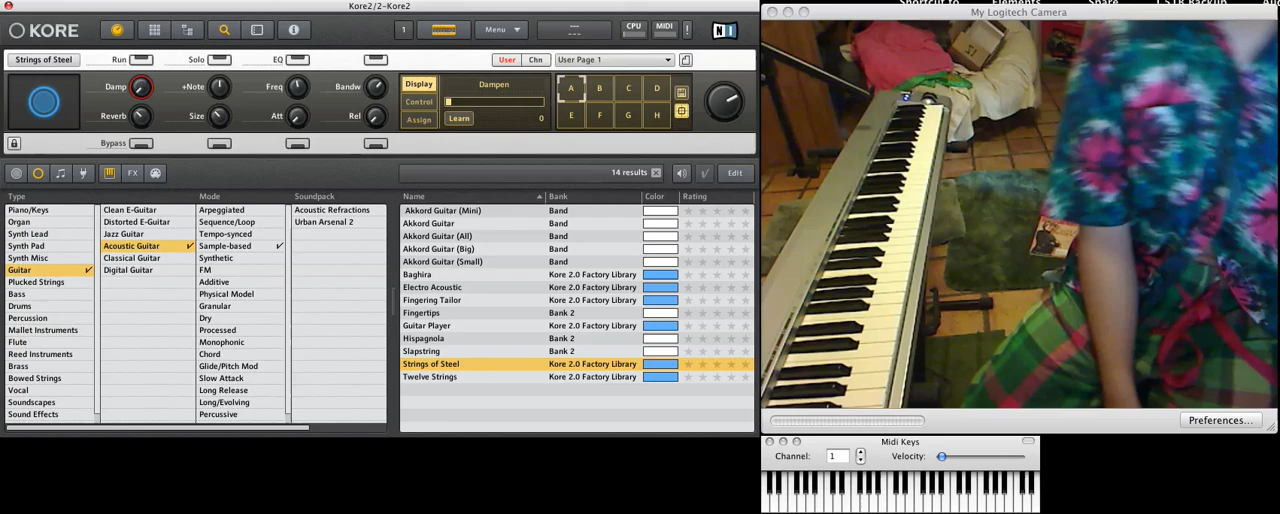 Kore2/2-Kore2
KORE
1
Menu
---
---
CPU
MIDI
!
NI
Strings of Steel
Run
Solo
EQ
User
Chn
User Page 1
Damp
+Note
Freq
Bandw
Reverb
Size
Att
Rel
Display
Control
Assign
Dampen
Learn
0
A B C D
E F G H
Bypass
FX
14 results
Edit
Type
Mode
Soundpack
Piano/Keys
Organ
Synth Lead
Synth Pad
Synth Misc
Guitar
Plucked Strings
Bass
Drums
Percussion
Mallet Instruments
Flute
Reed Instruments
Brass
Bowed Strings
Vocal
Soundscapes
Sound Effects
Clean E-Guitar
Distorted E-Guitar
Jazz Guitar
Acoustic Guitar
Classical Guitar
Digital Guitar
Arpeggiated
Sequence/Loop
Tempo-synced
Sample-based
Synthetic
FM
Additive
Physical Model
Granular
Dry
Processed
Monophonic
Chord
Glide/Pitch Mod
Slow Attack
Long Release
Long/Evolving
Percussive
Acoustic Refractions
Urban Arsenal 2
Name Bank Color Rating
Akkord Guitar (Mini) Band
Akkord Guitar Band
Akkord Guitar (All) Band
Akkord Guitar (Big) Band
Akkord Guitar (Small) Band
Baghira Kore 2.0 Factory Library
Electro Acoustic Kore 2.0 Factory Library
Fingering Tailor Kore 2.0 Factory Library
Fingertips Bank 2
Guitar Player Kore 2.0 Factory Library
Hispagnola Bank 2
Slapstring Bank 2
Strings of Steel Kore 2.0 Factory Library
Twelve Strings Kore 2.0 Factory Library
My Logitech Camera
Preferences...
Midi Keys
Channel: 1
Velocity: